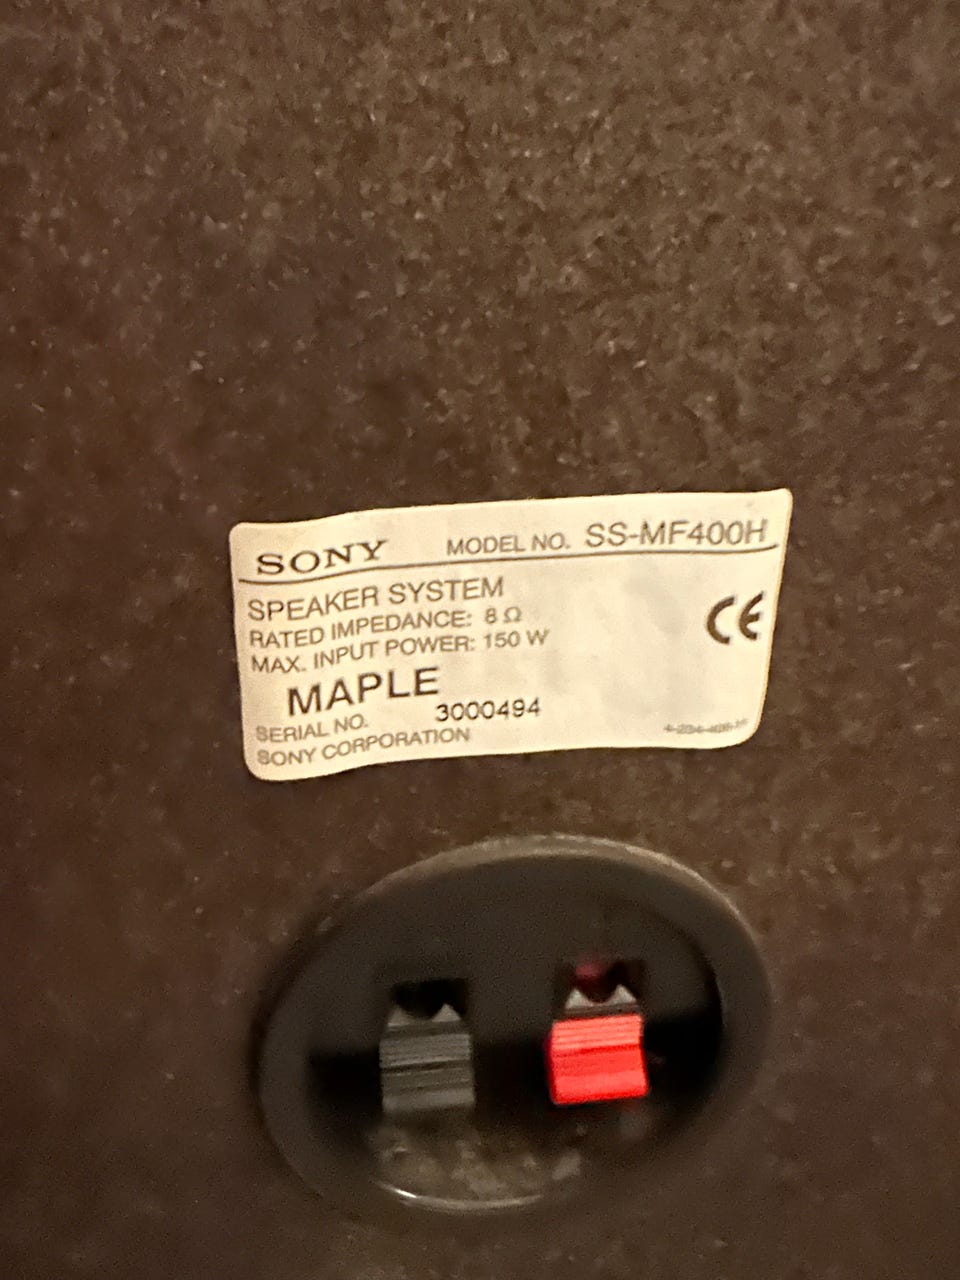 SONY MODEL NO. SS-MF400H
SPEAKER SYSTEM
RATED IMPEDANCE: 8 Ω
MAX. INPUT POWER: 150 W
CE
MAPLE
SERIAL NO. 3000494
SONY CORPORATION